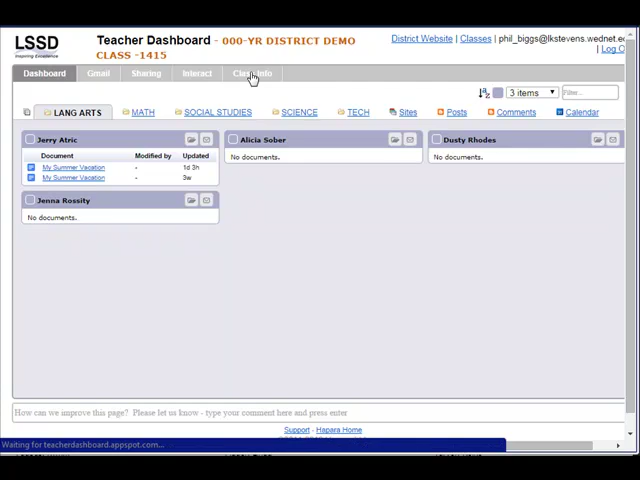 LSSD
Inspiring Excellence
Teacher Dashboard - 000-YR DISTRICT DEMO
CLASS -1415
District Website | Classes | phil_biggs@lkstevens.wednet.
| Log O
Dashboard Gmail Sharing Interact Class Info
3 items Filter...
LANG ARTS MATH SOCIAL STUDIES SCIENCE TECH Sites Posts Comments Calendar
Jerry Atric
Document Modified by Updated
My Summer Vacation - 1d 3h
My Summer Vacation - 3w
Alicia Sober
No documents.
Dusty Rhodes
No documents.
Jenna Rossity
No documents.
How can we improve this page? Please let us know - type your comment here and press enter
Support - Hapara Home
Waiting for teacherdashboard.appspot.com...